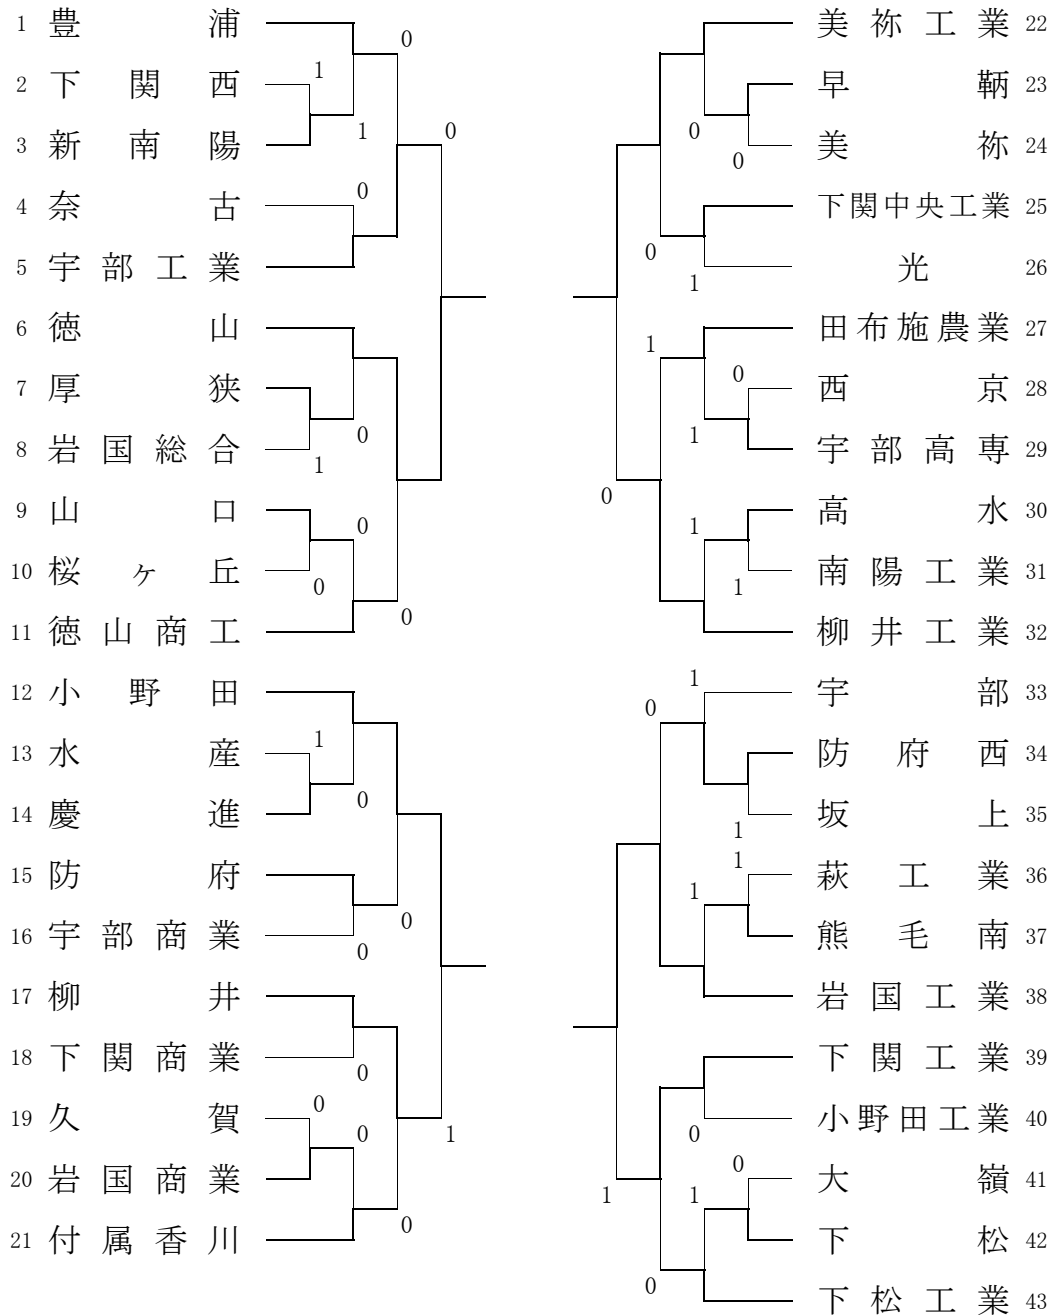 1 豊浦
2 下関西
3 新南陽
4 奈古
5 宇部工業
6 徳山
7 厚狭
8 岩国総合
9 山口
10 桜ヶ丘
11 徳山商工
12 小野田
13 水産
14 慶進
15 防府
16 宇部商業
17 柳井
18 下関商業
19 久賀
20 岩国商業
21 付属香川
0
1
1
0
0
0
1
0
0
0
1
0
0
0
0
0
0
1
0
美祢工業 22
早鞆 23
美祢 24
下関中央工業 25
光 26
田布施農業 27
西京 28
宇部高専 29
高水 30
南陽工業 31
柳井工業 32
宇部 33
防府西 34
坂上 35
萩工業 36
熊毛南 37
岩国工業 38
下関工業 39
小野田工業 40
大嶺 41
下松 42
下松工業 43
0
0
0
1
1
0
1
0
1
1
1
0
1
1
1
0
0
1
1
0